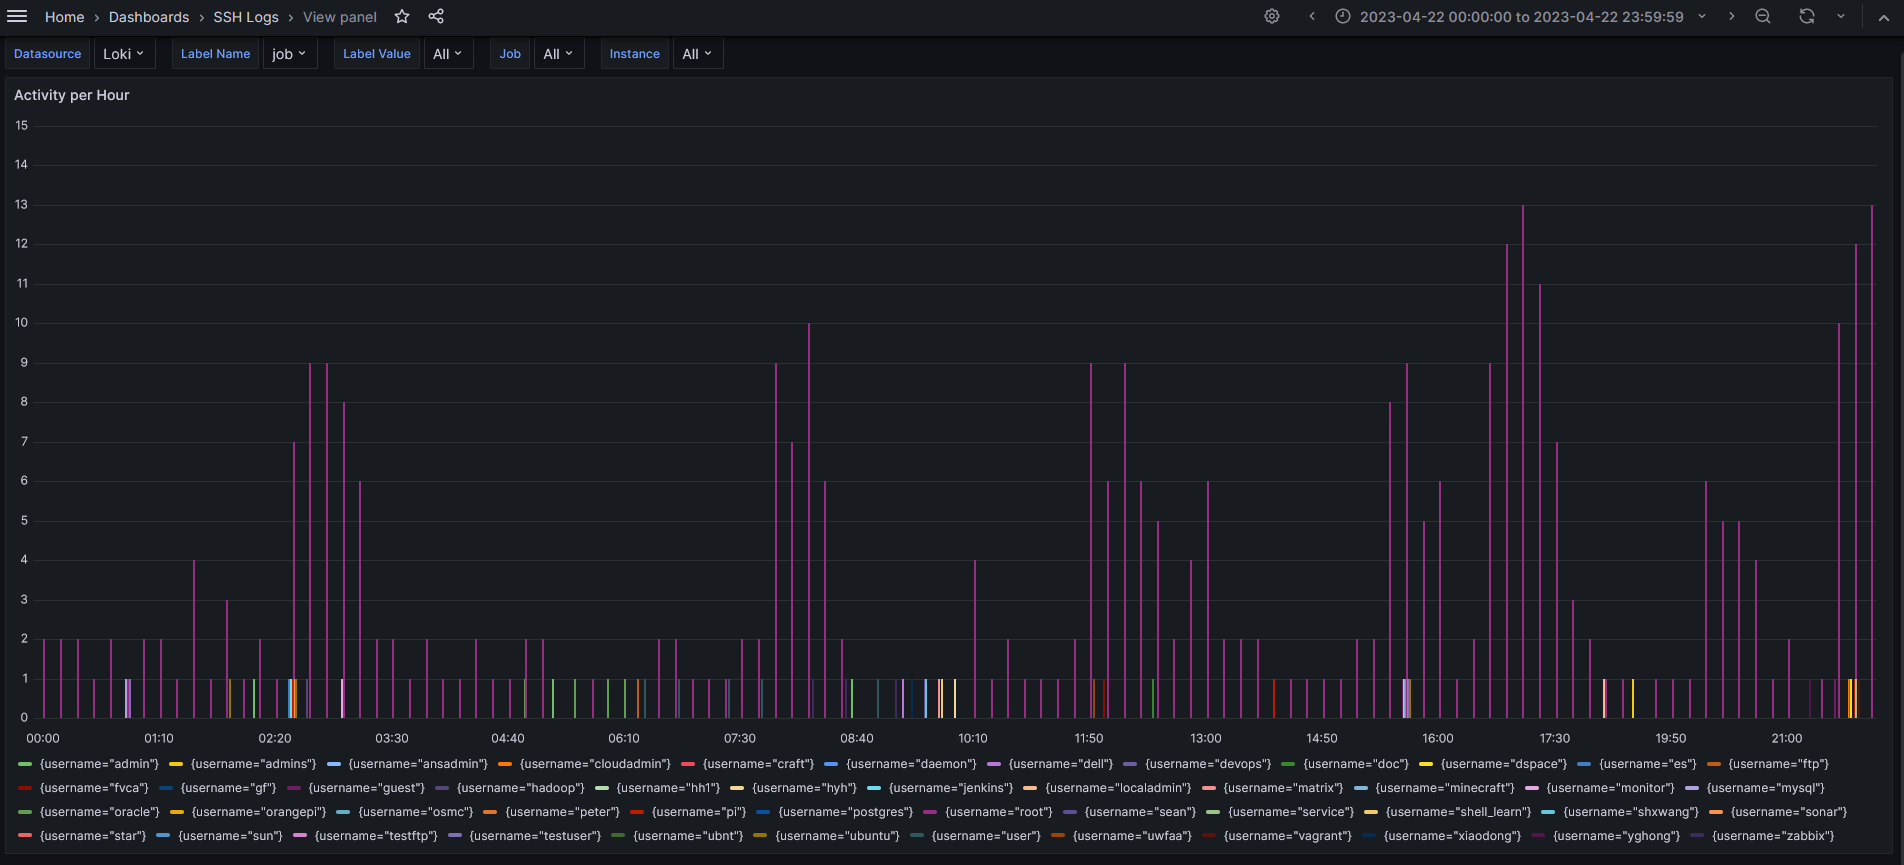 Home › Dashboards › SSH Logs › View panel 2023-04-22 00:00:00 to 2023-04-22 23:59:59
Datasource Loki Label Name job Label Value All Job All Instance All
Activity per Hour
15
14
13
12
11
10
9
8
7
6
5
4
3
2
1
0
00:00 01:10 02:20 03:30 04:40 06:10 07:30 08:40 10:10 11:50 13:00 14:50 16:00 17:30 19:50 21:00
{username="admin"} {username="admins"} {username="ansadmin"} {username="cloudadmin"} {username="craft"} {username="daemon"} {username="dell"} {username="devops"} {username="doc"} {username="dspace"} {username="es"} {username="ftp"}
{username="fvca"} {username="gf"} {username="guest"} {username="hadoop"} {username="hh1"} {username="hyh"} {username="jenkins"} {username="localadmin"} {username="matrix"} {username="minecraft"} {username="monitor"} {username="mysql"}
{username="oracle"} {username="orangepi"} {username="osmc"} {username="peter"} {username="pi"} {username="postgres"} {username="root"} {username="sean"} {username="service"} {username="shell_learn"} {username="shxwang"} {username="sonar"}
{username="star"} {username="sun"} {username="testftp"} {username="testuser"} {username="ubnt"} {username="ubuntu"} {username="user"} {username="uwfaa"} {username="vagrant"} {username="xiaodong"} {username="yghong"} {username="zabbix"}